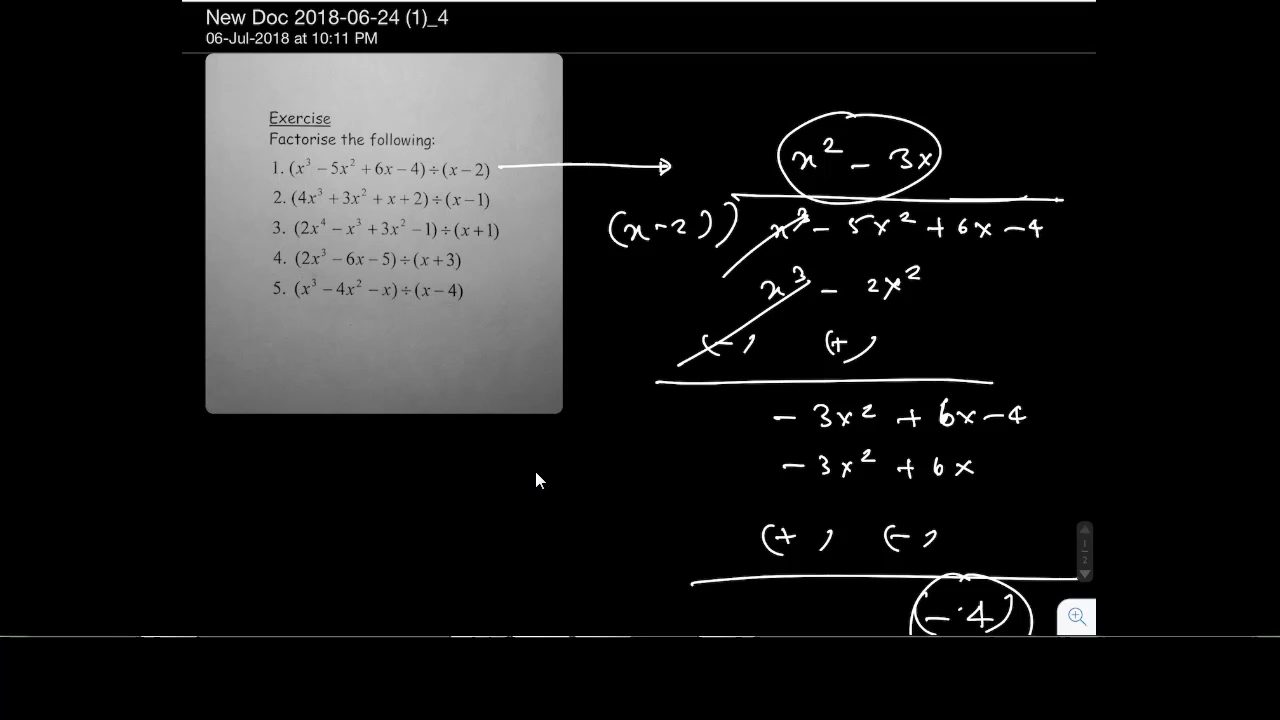 New Doc 2018-06-24 (1)_4
06-Jul-2018 at 10:11 PM
Exercise
Factorise the following:
1. (x³ − 5x² + 6x − 4) ÷ (x − 2)
2. (4x³ + 3x² + x + 2) ÷ (x − 1)
3. (2x⁴ − x³ + 3x² − 1) ÷ (x + 1)
4. (2x³ − 6x − 5) ÷ (x + 3)
5. (x³ − 4x² − x) ÷ (x − 4)
x² − 3x
(x − 2) ) x³ − 5x² + 6x − 4
x³ − 2x²
(−) (+)
− 3x² + 6x − 4
− 3x² + 6x
(+) (−)
(− 4)
1
2